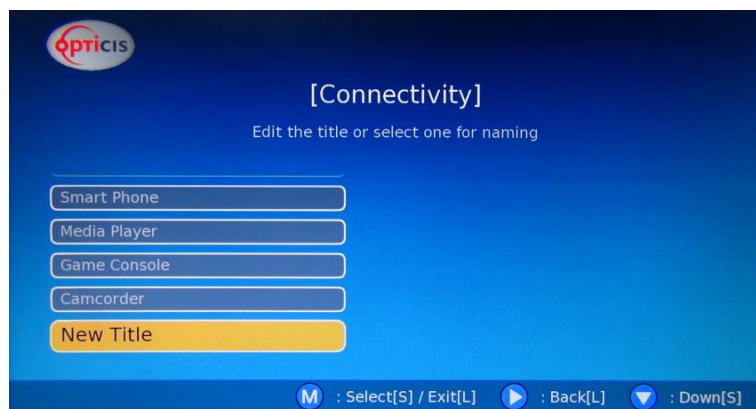 OPTICIS
[Connectivity]
Edit the title or select one for naming
Smart Phone
Media Player
Game Console
Camcorder
New Title
M : Select[S] / Exit[L] : Back[L] : Down[S]